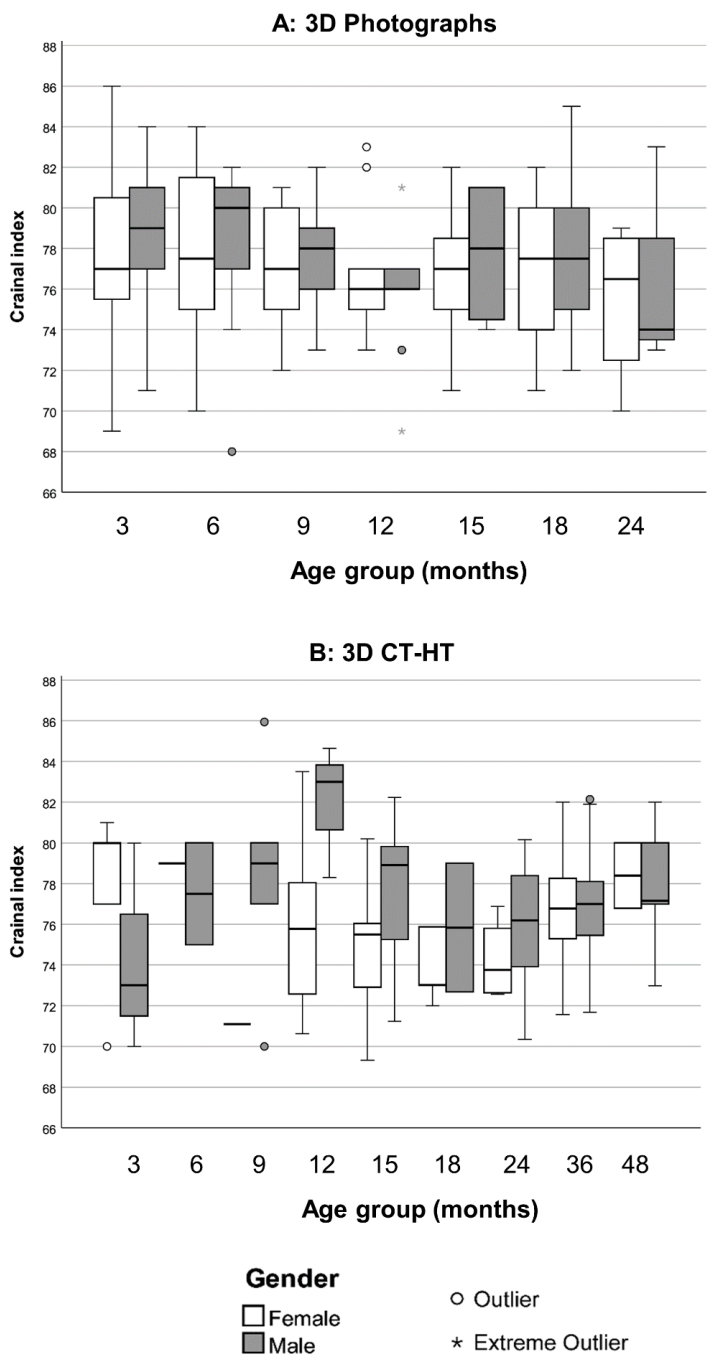 A: 3D Photographs
88
86
84
82
80
78
76
74
72
70
68
66
Crainal index
3 6 9 12 15 18 24
Age group (months)
B: 3D CT-HT
88
86
84
82
80
78
76
74
72
70
68
66
Crainal index
3 6 9 12 15 18 24 36 48
Age group (months)
Gender
Female
Male
Outlier
* Extreme Outlier